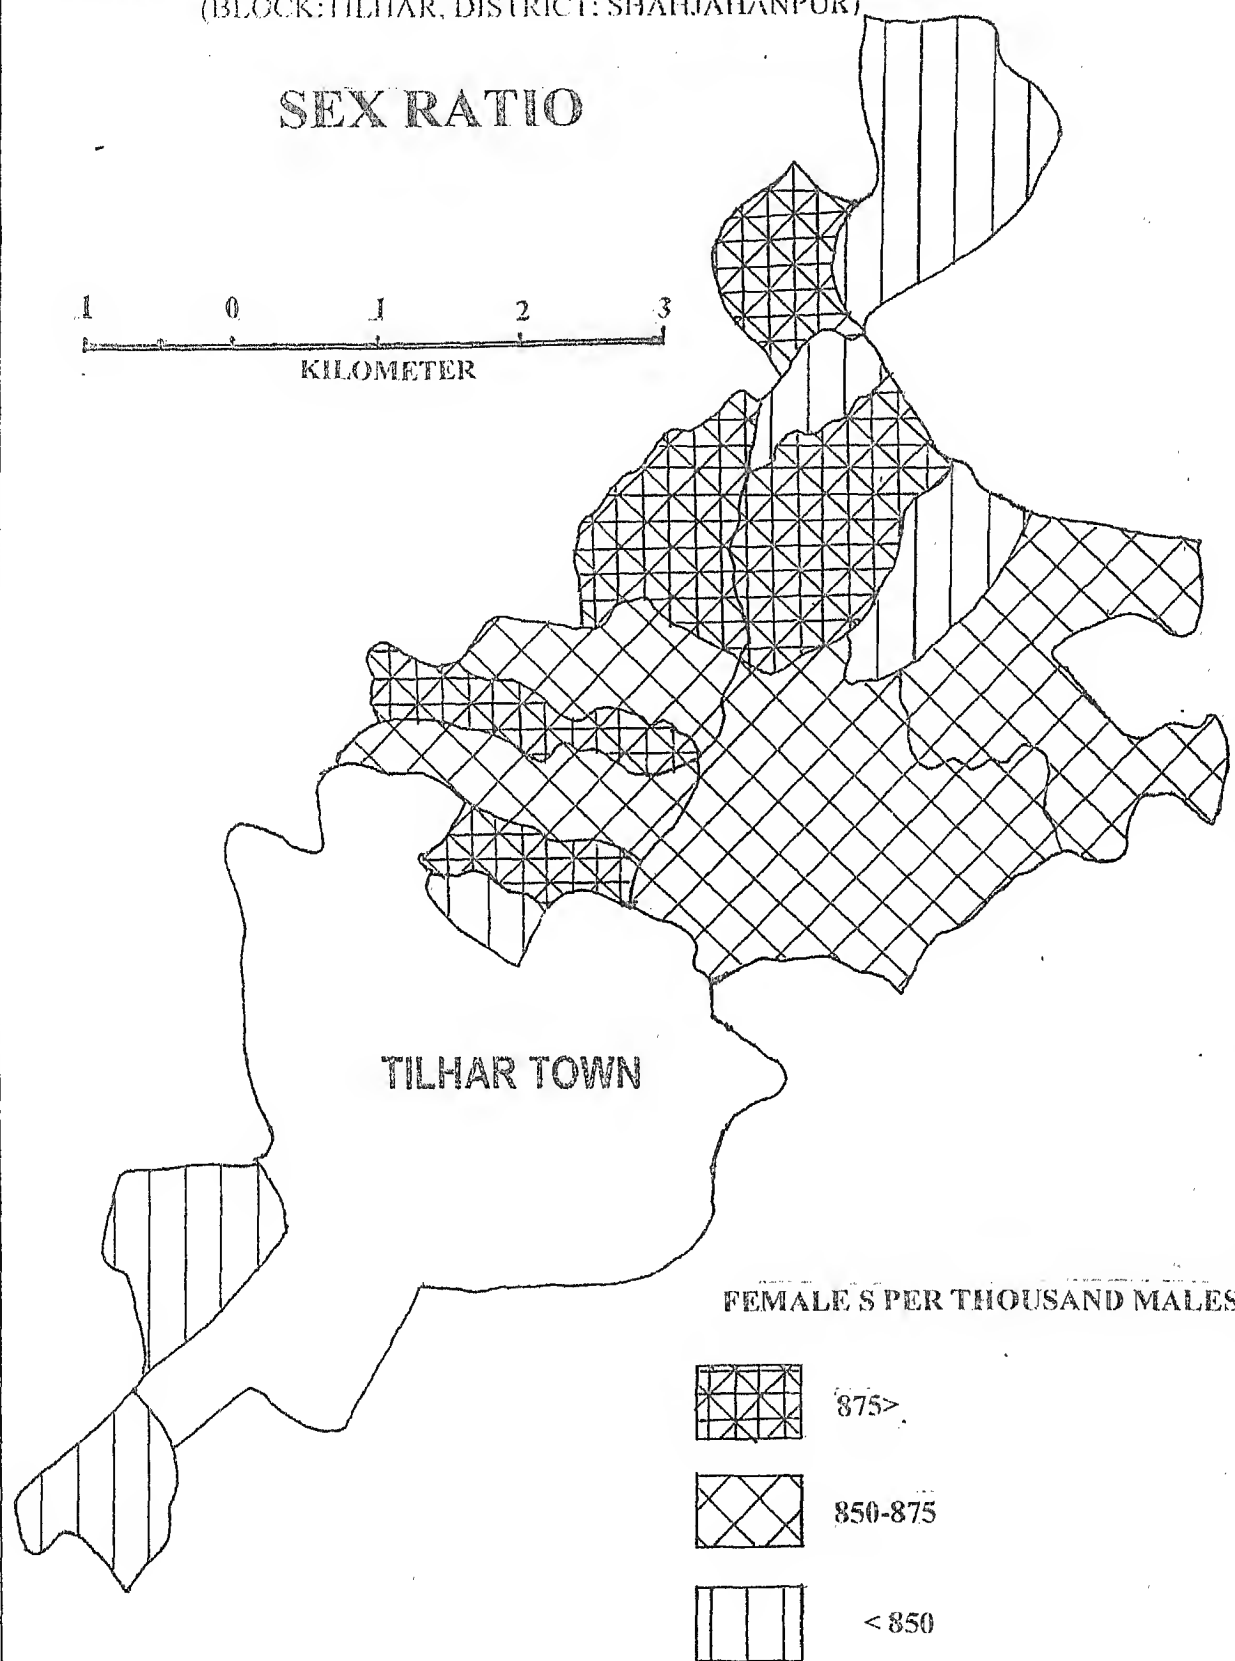 (BLOCK: TILHAR, DISTRICT: SHAHJAHANPUR)
SEX RATIO
1 0 1 2 3
KILOMETER
TILHAR TOWN
FEMALE S PER THOUSAND MALES
875>
850-875
< 850